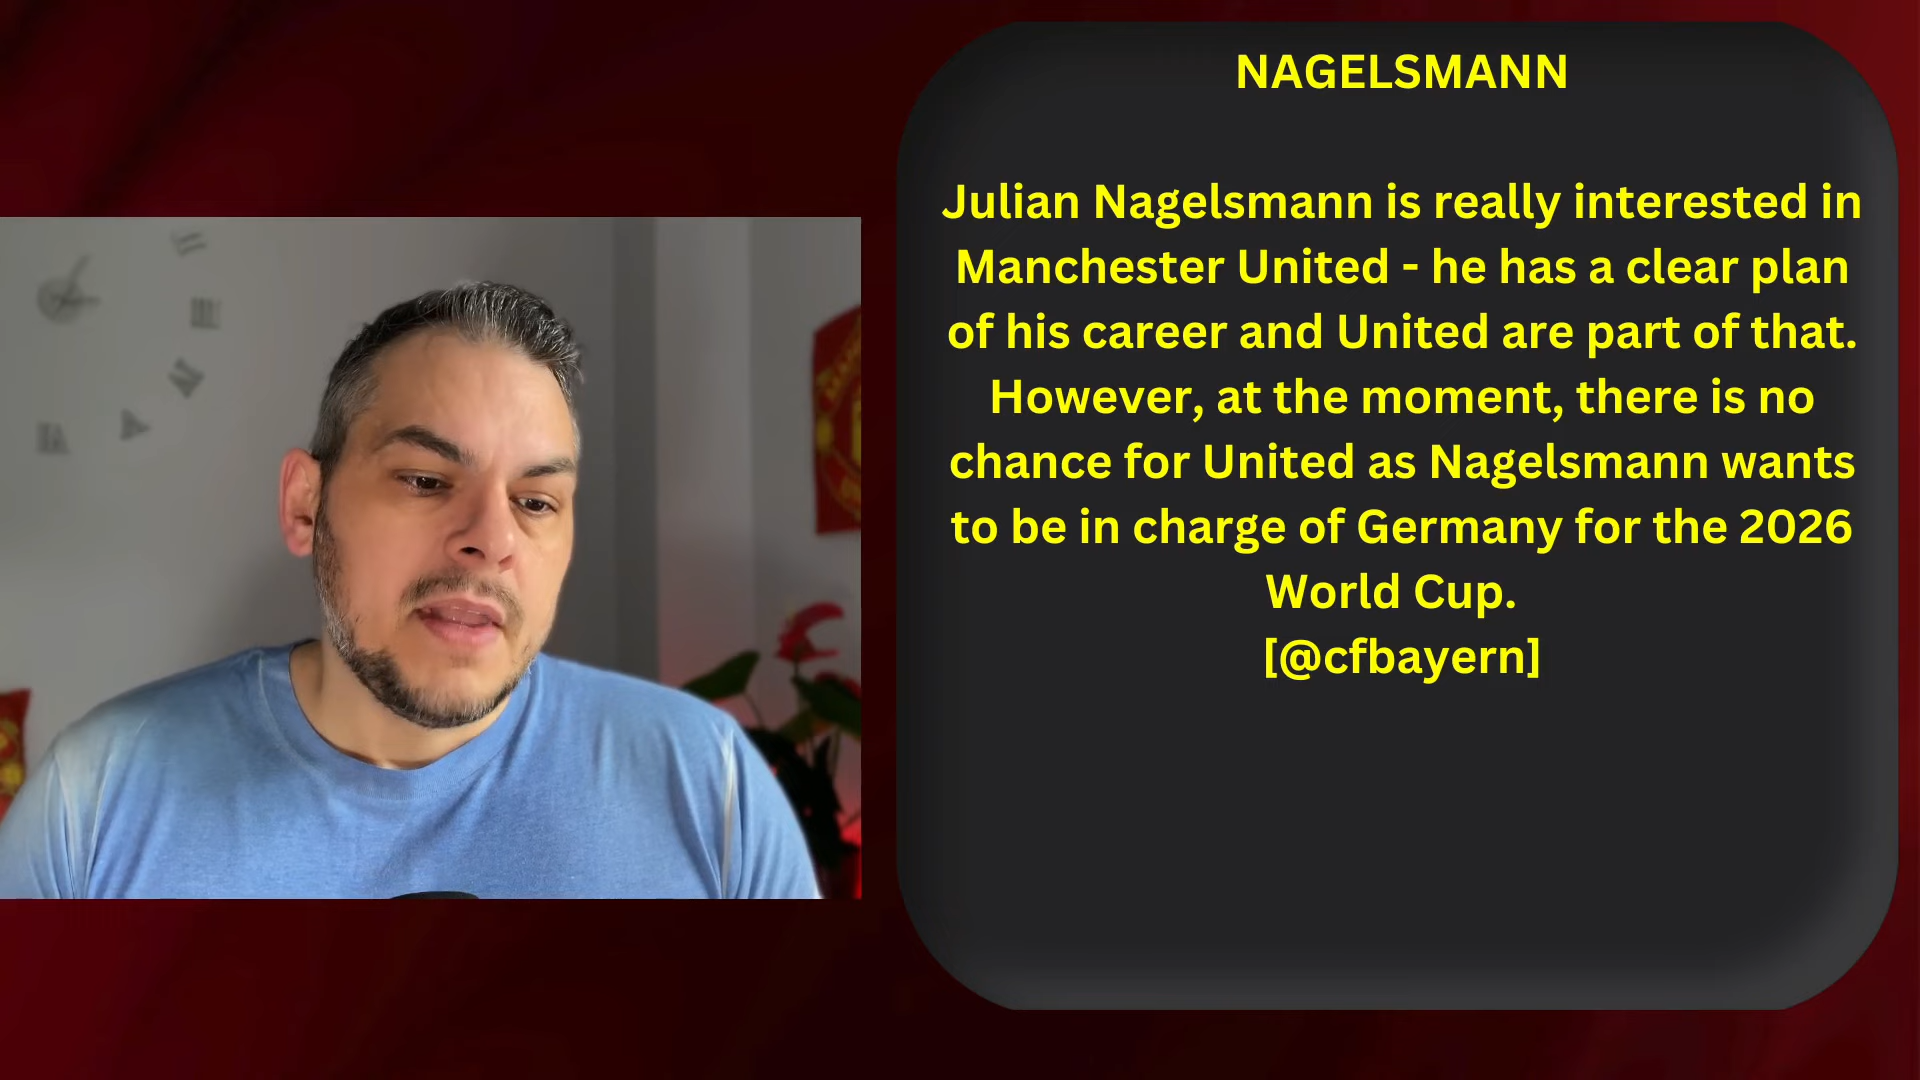 NAGELSMANN
Julian Nagelsmann is really interested in
Manchester United - he has a clear plan
of his career and United are part of that.
However, at the moment, there is no
chance for United as Nagelsmann wants
to be in charge of Germany for the 2026
World Cup.
[@cfbayern]